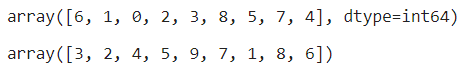 array([6, 1, 0, 2, 3, 8, 5, 7, 4], dtype=int64)
array([3, 2, 4, 5, 9, 7, 1, 8, 6])